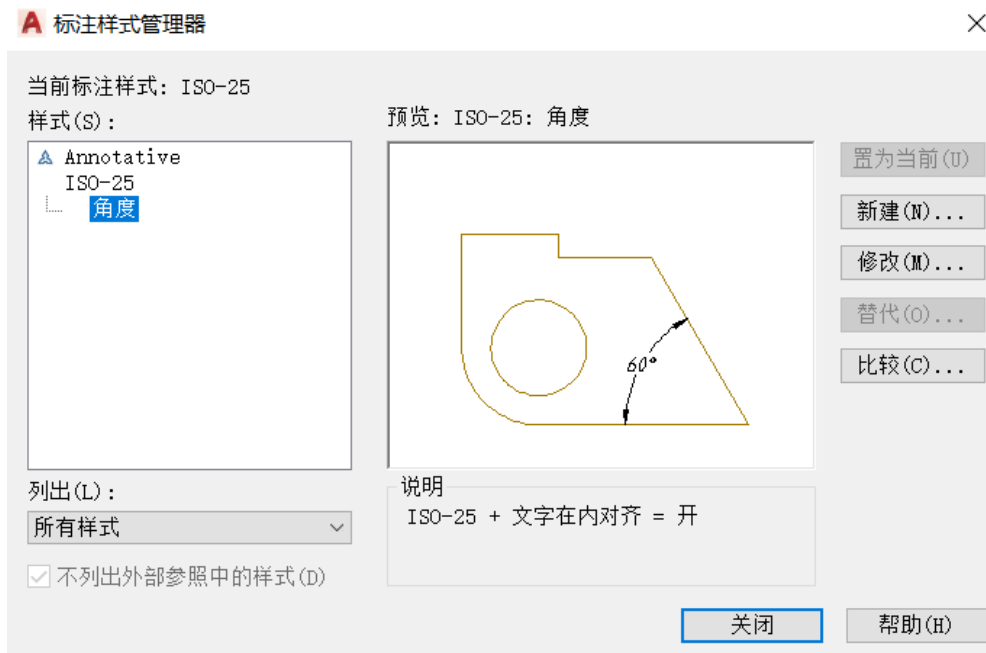 标注样式管理器
当前标注样式: ISO-25
样式(S):
Annotative
ISO-25
角度
预览: ISO-25: 角度
60°
置为当前(U)
新建(N)...
修改(M)...
替代(O)...
比较(C)...
列出(L):
所有样式
不列出外部参照中的样式(D)
说明
ISO-25 + 文字在内对齐 = 开
关闭
帮助(H)